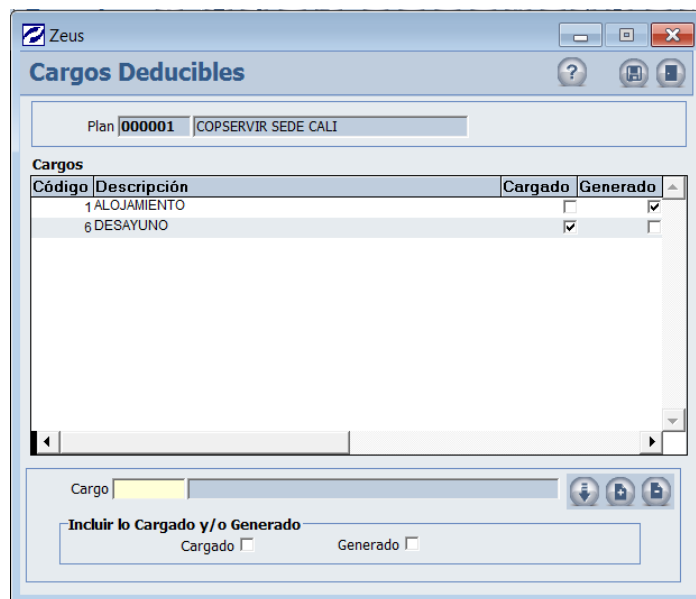 Zeus
Cargos Deducibles
?
Plan 000001 COPSERVIR SEDE CALI
Cargos
Código Descripción Cargado Generado
1 ALOJAMIENTO
6 DESAYUNO
Cargo
Incluir lo Cargado y/o Generado
Cargado Generado